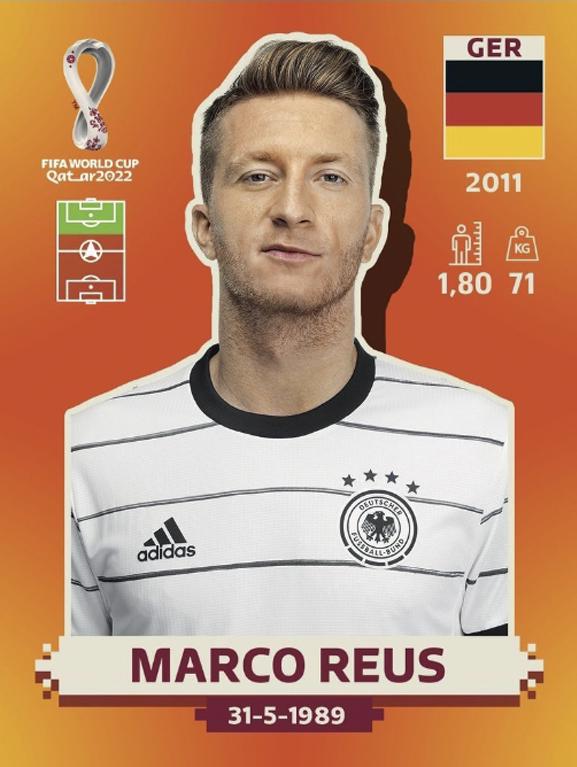 FIFA WORLD CUP
Qatar2022
GER
2011
KG
1,80 71
adidas
DEUTSCHER
FUSSBALL-BUND
MARCO REUS
31-5-1989